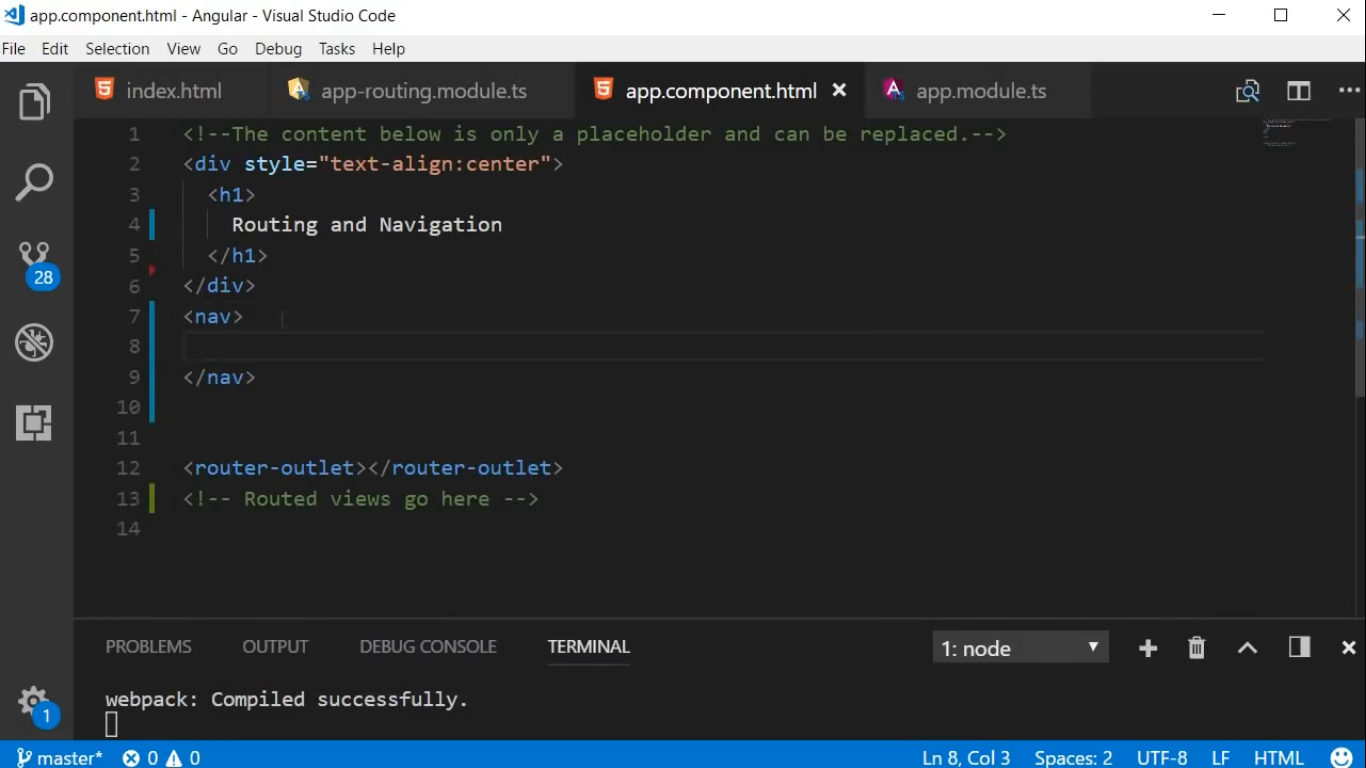 app.component.html - Angular - Visual Studio Code
File Edit Selection View Go Debug Tasks Help
index.html app-routing.module.ts app.component.html app.module.ts
1 <!--The content below is only a placeholder and can be replaced.-->
2 <div style="text-align:center">
3 <h1>
4 Routing and Navigation
5 </h1>
6 </div>
7 <nav>
8
9 </nav>
10
11
12 <router-outlet></router-outlet>
13 <!-- Routed views go here -->
14
28
PROBLEMS OUTPUT DEBUG CONSOLE TERMINAL 1: node
webpack: Compiled successfully.
1
master* 0 0 Ln 8, Col 3 Spaces: 2 UTF-8 LF HTML